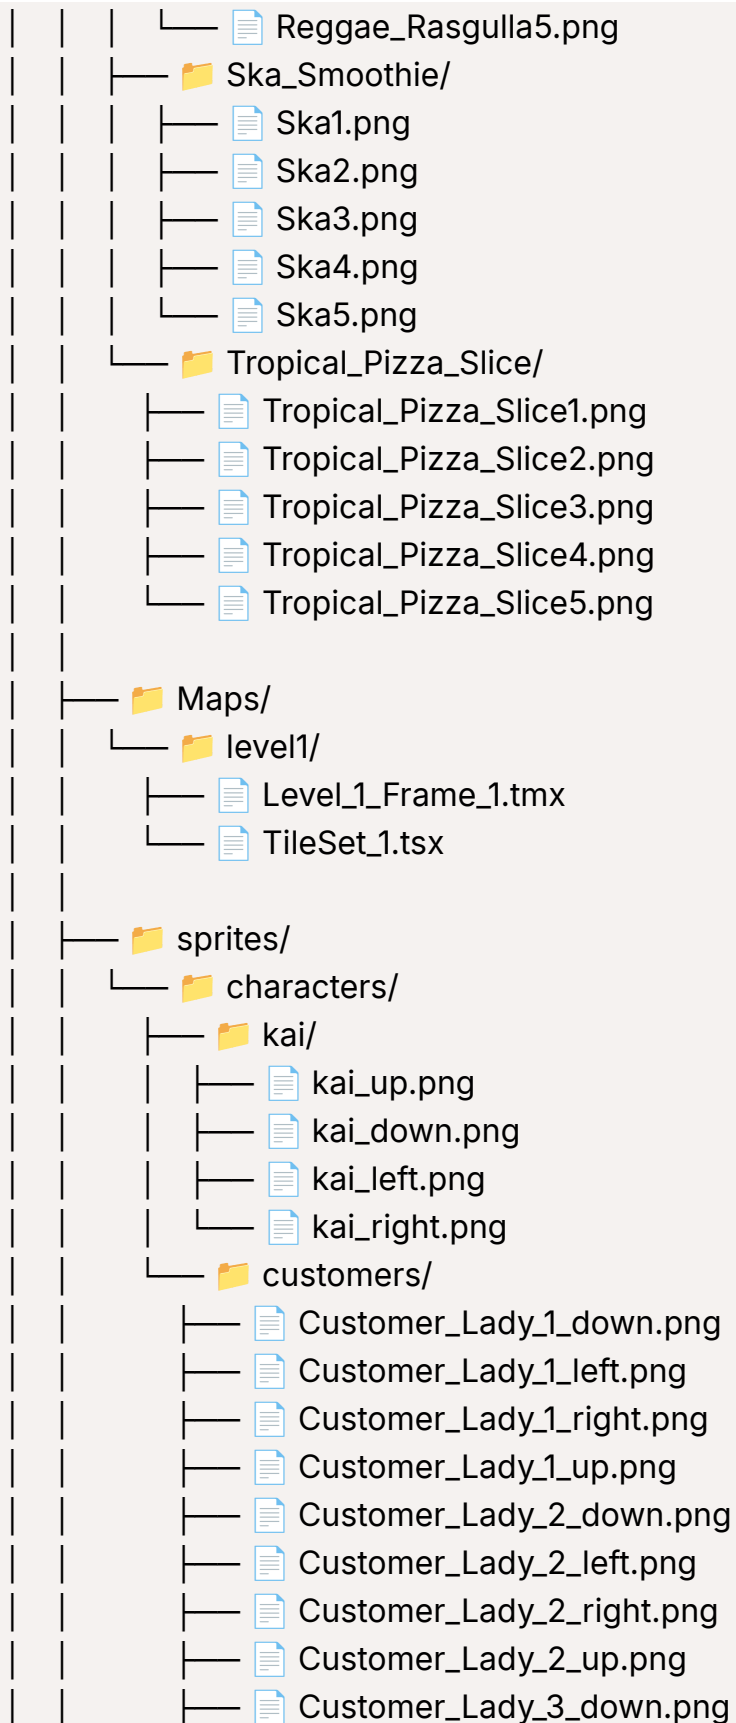 │ │ │ └── 📄 Reggae_Rasgulla5.png
│ │ ├── 📁 Ska_Smoothie/
│ │ │ ├── 📄 Ska1.png
│ │ │ ├── 📄 Ska2.png
│ │ │ ├── 📄 Ska3.png
│ │ │ ├── 📄 Ska4.png
│ │ │ └── 📄 Ska5.png
│ │ └── 📁 Tropical_Pizza_Slice/
│ │ ├── 📄 Tropical_Pizza_Slice1.png
│ │ ├── 📄 Tropical_Pizza_Slice2.png
│ │ ├── 📄 Tropical_Pizza_Slice3.png
│ │ ├── 📄 Tropical_Pizza_Slice4.png
│ │ └── 📄 Tropical_Pizza_Slice5.png
│ │
│ ├── 📁 Maps/
│ │ └── 📁 level1/
│ │ ├── 📄 Level_1_Frame_1.tmx
│ │ └── 📄 TileSet_1.tsx
│ │
│ ├── 📁 sprites/
│ │ └── 📁 characters/
│ │ ├── 📁 kai/
│ │ │ ├── 📄 kai_up.png
│ │ │ ├── 📄 kai_down.png
│ │ │ ├── 📄 kai_left.png
│ │ │ └── 📄 kai_right.png
│ │ └── 📁 customers/
│ │ ├── 📄 Customer_Lady_1_down.png
│ │ ├── 📄 Customer_Lady_1_left.png
│ │ ├── 📄 Customer_Lady_1_right.png
│ │ ├── 📄 Customer_Lady_1_up.png
│ │ ├── 📄 Customer_Lady_2_down.png
│ │ ├── 📄 Customer_Lady_2_left.png
│ │ ├── 📄 Customer_Lady_2_right.png
│ │ ├── 📄 Customer_Lady_2_up.png
│ │ ├── 📄 Customer_Lady_3_down.png